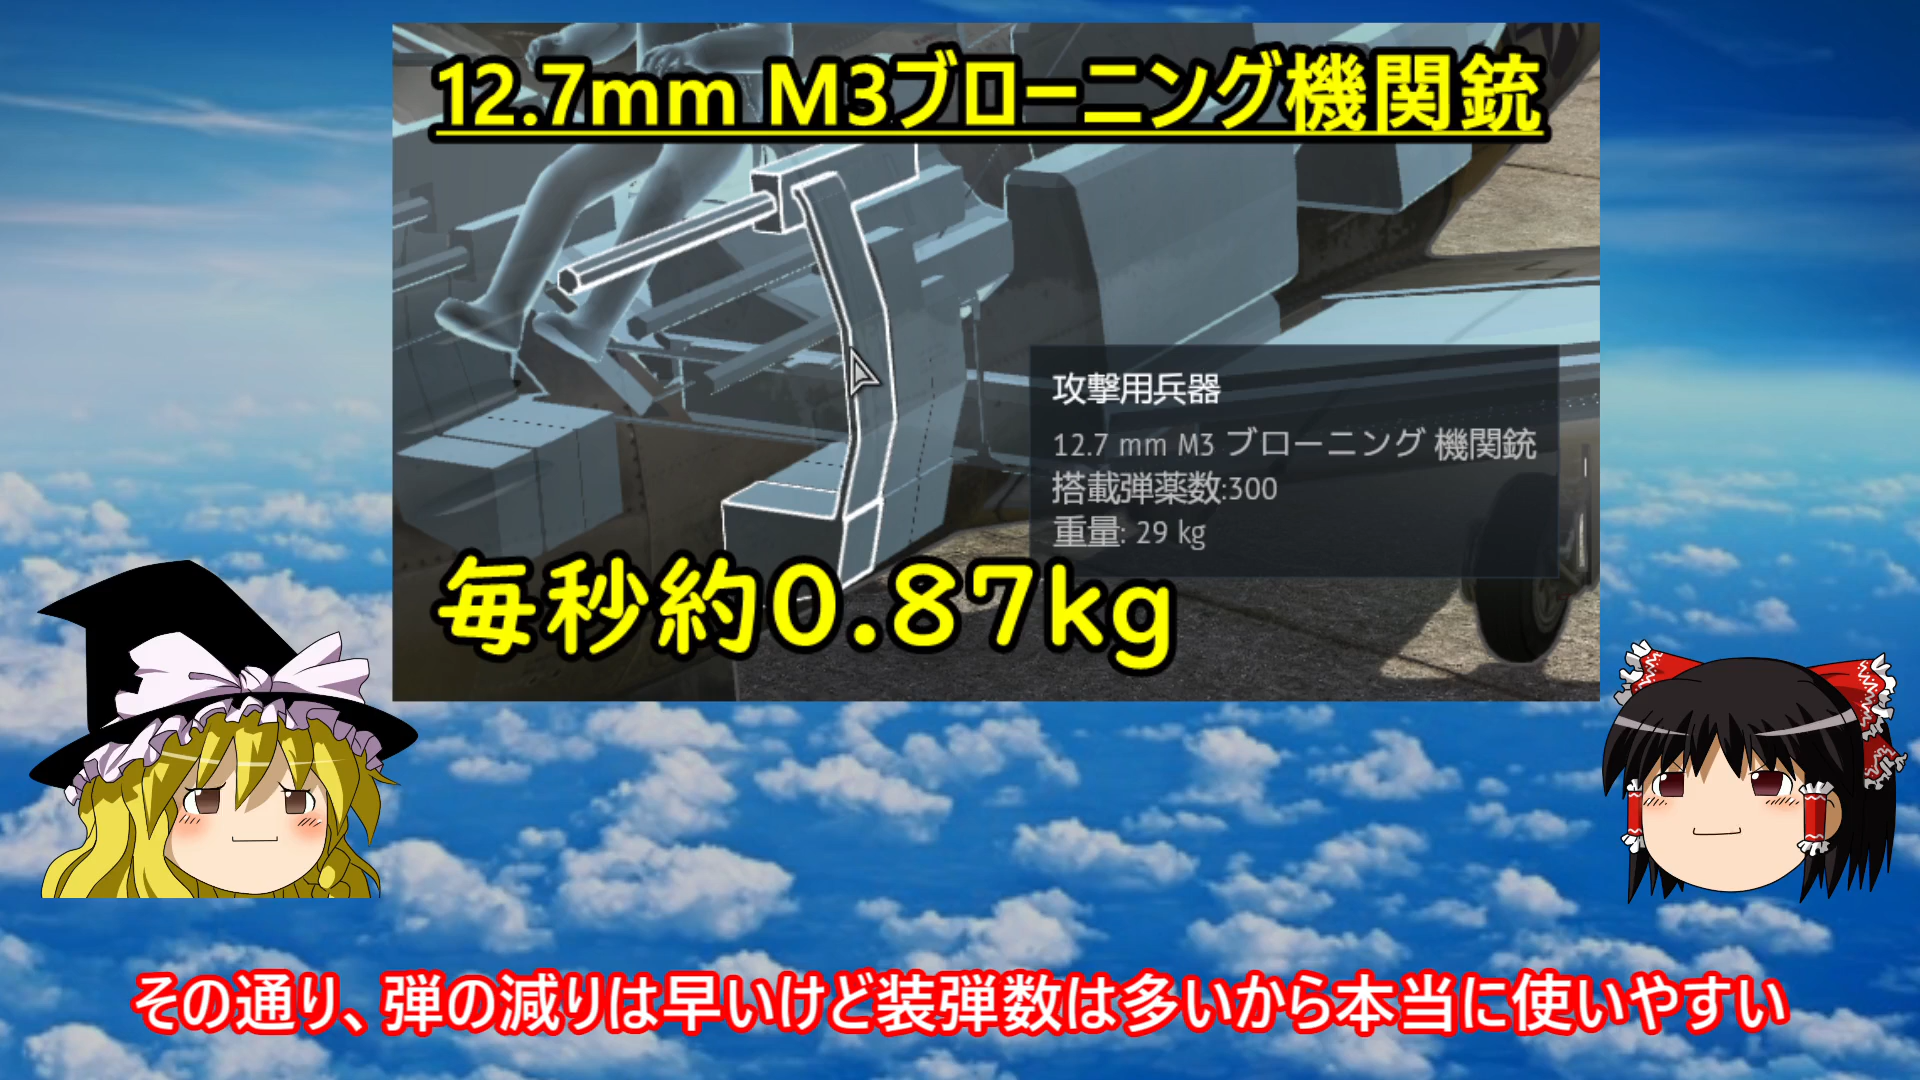 12.7mm M3ブローニング機関銃
攻撃用兵器
12.7 mm M3 ブローニング 機関銃
搭載弾薬数:300
重量: 29 kg
毎秒約0.87kg
その通り、弾の減りは早いけど装弾数は多いから本当に使いやすい